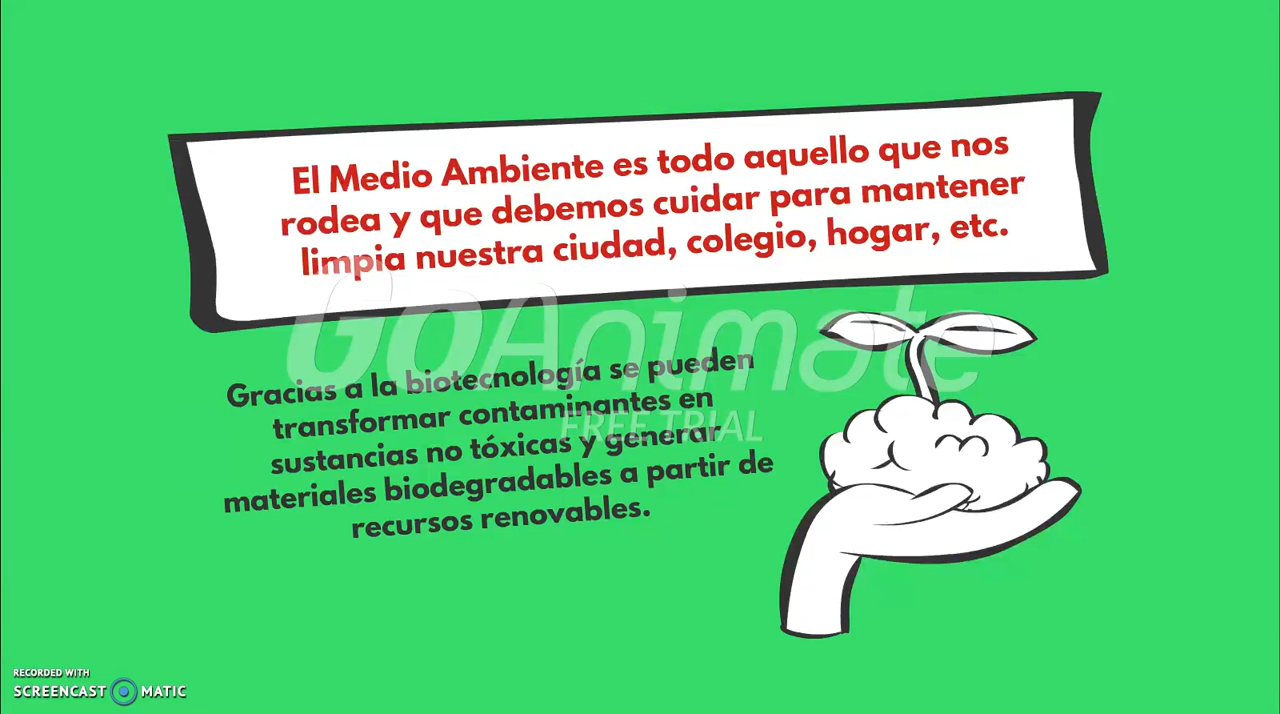 El Medio Ambiente es todo aquello que nos
rodea y que debemos cuidar para mantener
limpia nuestra ciudad, colegio, hogar, etc.
GoAnimate
FREE TRIAL
Gracias a la biotecnología se pueden
transformar contaminantes en
sustancias no tóxicas y generar
materiales biodegradables a partir de
recursos renovables.
RECORDED WITH
SCREENCAST MATIC